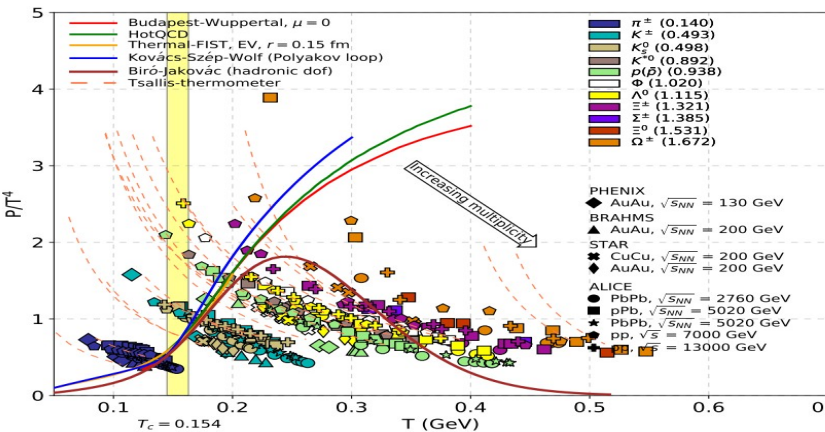 Budapest-Wuppertal, μ = 0
HotQCD
Thermal-FIST, EV, r = 0.15 fm
Kovács-Szép-Wolf (Polyakov loop)
Biró-Jakovác (hadronic dof)
Tsallis-thermometer
π± (0.140)
K± (0.493)
K⁰ₛ (0.498)
K*⁰ (0.892)
p(p̄) (0.938)
Φ (1.020)
Λ⁰ (1.115)
Ξ± (1.321)
Σ± (1.385)
Ξ⁰ (1.531)
Ω± (1.672)
Increasing multiplicity
PHENIX
AuAu, √sNN = 130 GeV
BRAHMS
AuAu, √sNN = 200 GeV
STAR
CuCu, √sNN = 200 GeV
AuAu, √sNN = 200 GeV
ALICE
PbPb, √sNN = 2760 GeV
pPb, √sNN = 5020 GeV
PbPb, √sNN = 5020 GeV
pp, √s = 70000 GeV
√s = 13000 GeV
P/T⁴
5
4
3
2
1
0
0.1
0.2
0.3
0.4
0.5
0.6
T_c = 0.154
T (GeV)